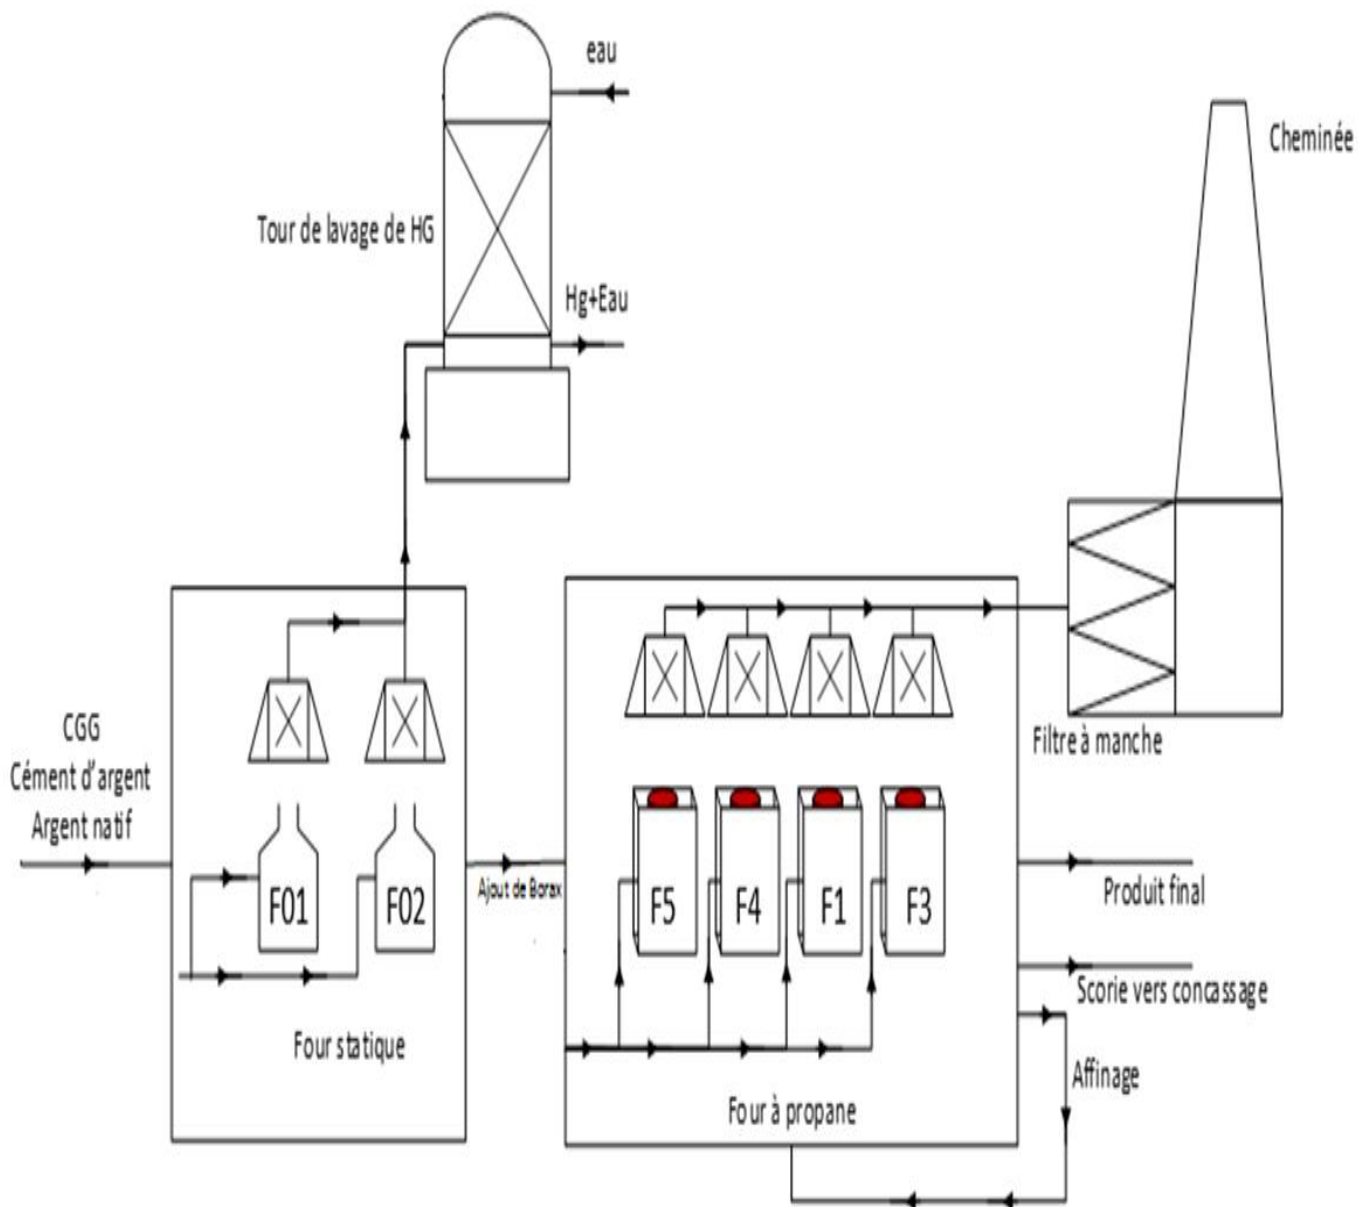 eau
Cheminée
Tour de lavage de HG
Hg+Eau
CGG
Cément d'argent
Argent natif
Filtre à manche
F01
F02
Ajout de Borax
F5
F4
F1
F3
Produit final
Scorie vers concassage
Four statique
Affinage
Four à propane